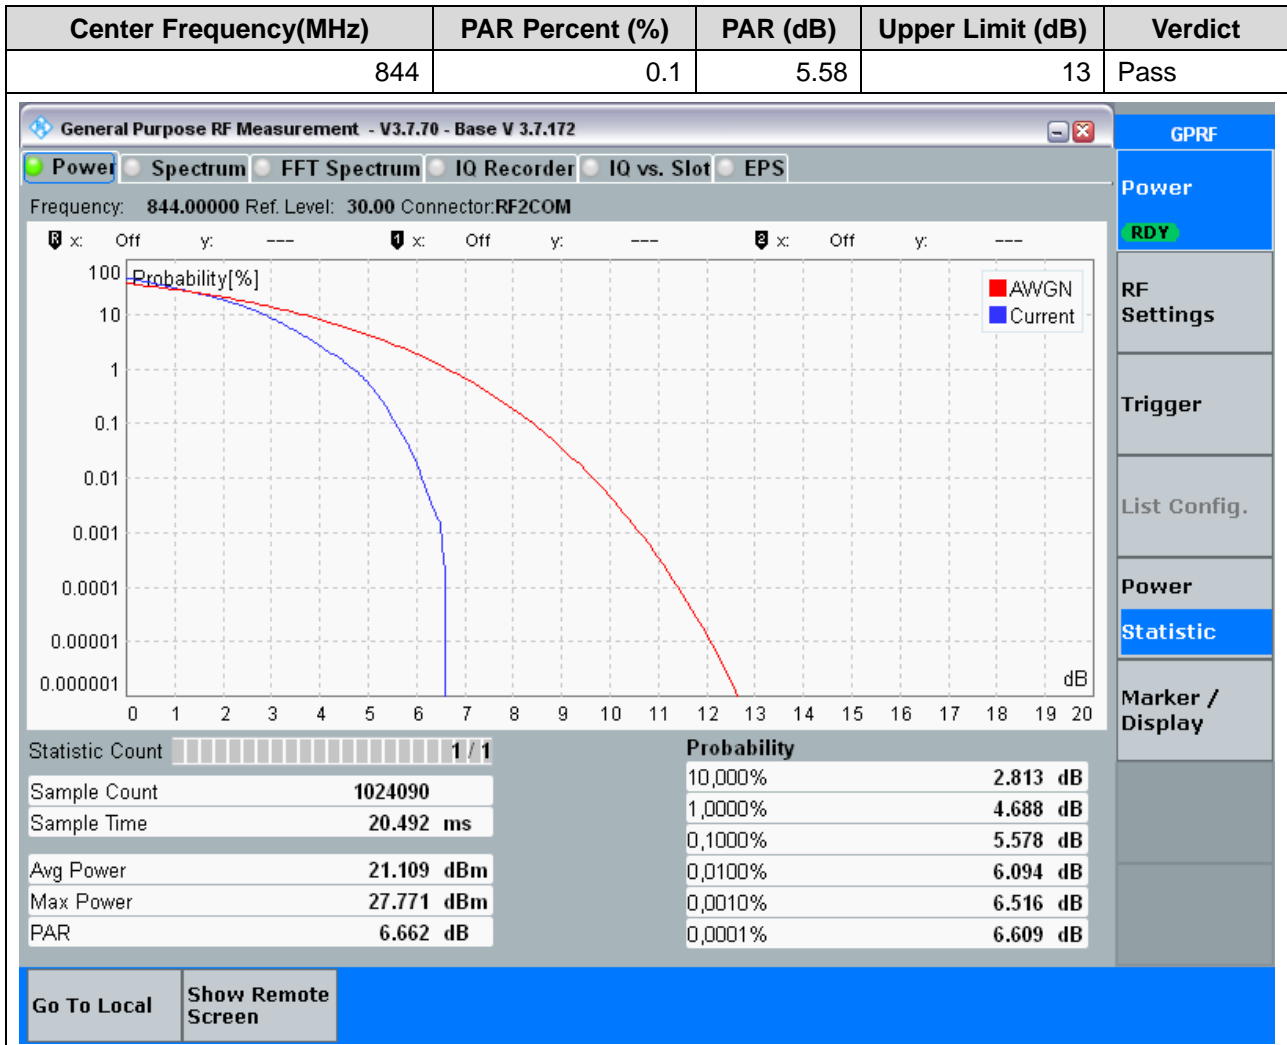 Center Frequency(MHz) PAR Percent (%) PAR (dB) Upper Limit (dB) Verdict
844 0.1 5.58 13 Pass
General Purpose RF Measurement - V3.7.70 - Base V 3.7.172
GPRF
Power Spectrum FFT Spectrum IQ Recorder IQ vs. Slot EPS
Power
RDY
Frequency: 844.00000 Ref. Level: 30.00 Connector:RF2COM
R x: Off y: --- 1 x: Off y: --- 2 x: Off y: ---
Probability[%]
AWGN
Current
100
10
1
0.1
0.01
0.001
0.0001
0.00001
0.000001
dB
0 1 2 3 4 5 6 7 8 9 10 11 12 13 14 15 16 17 18 19 20
RF
Settings
Trigger
List Config.
Power
Statistic
Marker /
Display
Statistic Count 1 / 1
Sample Count 1024090
Sample Time 20.492 ms
Avg Power 21.109 dBm
Max Power 27.771 dBm
PAR 6.662 dB
Probability
10,000% 2.813 dB
1,0000% 4.688 dB
0,1000% 5.578 dB
0,0100% 6.094 dB
0,0010% 6.516 dB
0,0001% 6.609 dB
Go To Local
Show Remote
Screen